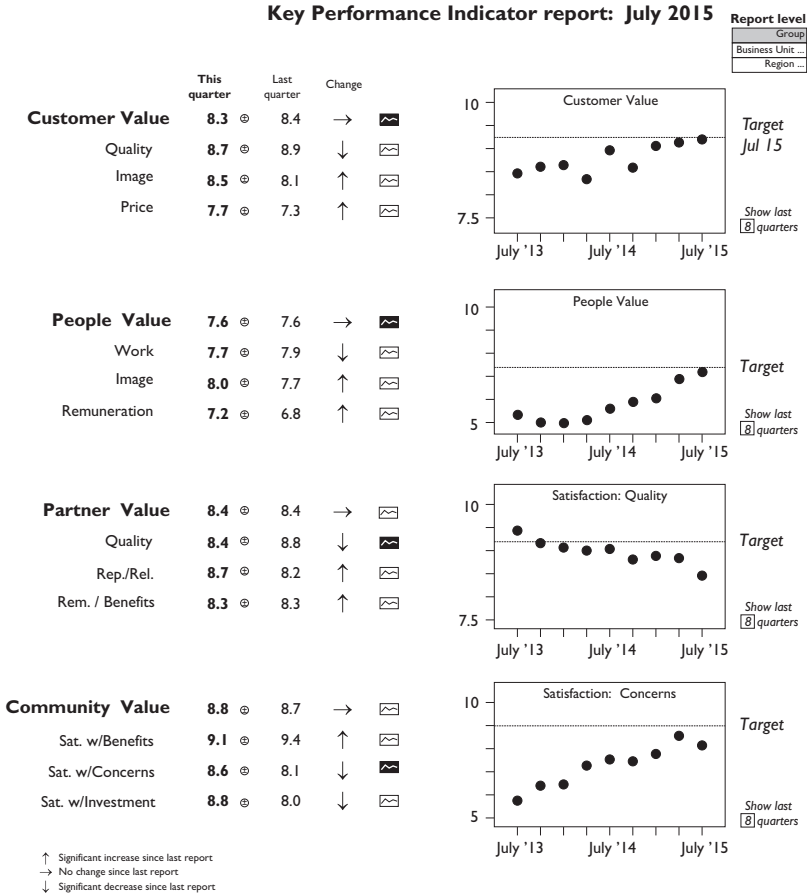 Key Performance Indicator report: July 2015
Report level
Group
Business Unit ...
Region ...
This quarter
Last quarter
Change
Customer Value 8.3 ± 8.4 →
Quality 8.7 ± 8.9 ↓
Image 8.5 ± 8.1 ↑
Price 7.7 ± 7.3 ↑
Customer Value
10
7.5
July '13 July '14 July '15
Target
Jul 15
Show last
8 quarters
People Value 7.6 ± 7.6 →
Work 7.7 ± 7.9 ↓
Image 8.0 ± 7.7 ↑
Remuneration 7.2 ± 6.8 ↑
People Value
10
5
July '13 July '14 July '15
Target
Show last
8 quarters
Partner Value 8.4 ± 8.4 →
Quality 8.4 ± 8.8 ↓
Rep./Rel. 8.7 ± 8.2 ↑
Rem. / Benefits 8.3 ± 8.3 ↑
Satisfaction: Quality
10
7.5
July '13 July '14 July '15
Target
Show last
8 quarters
Community Value 8.8 ± 8.7 →
Sat. w/Benefits 9.1 ± 9.4 ↑
Sat. w/Concerns 8.6 ± 8.1 ↓
Sat. w/Investment 8.8 ± 8.0 ↓
Satisfaction: Concerns
10
5
July '13 July '14 July '15
Target
Show last
8 quarters
↑ Significant increase since last report
→ No change since last report
↓ Significant decrease since last report